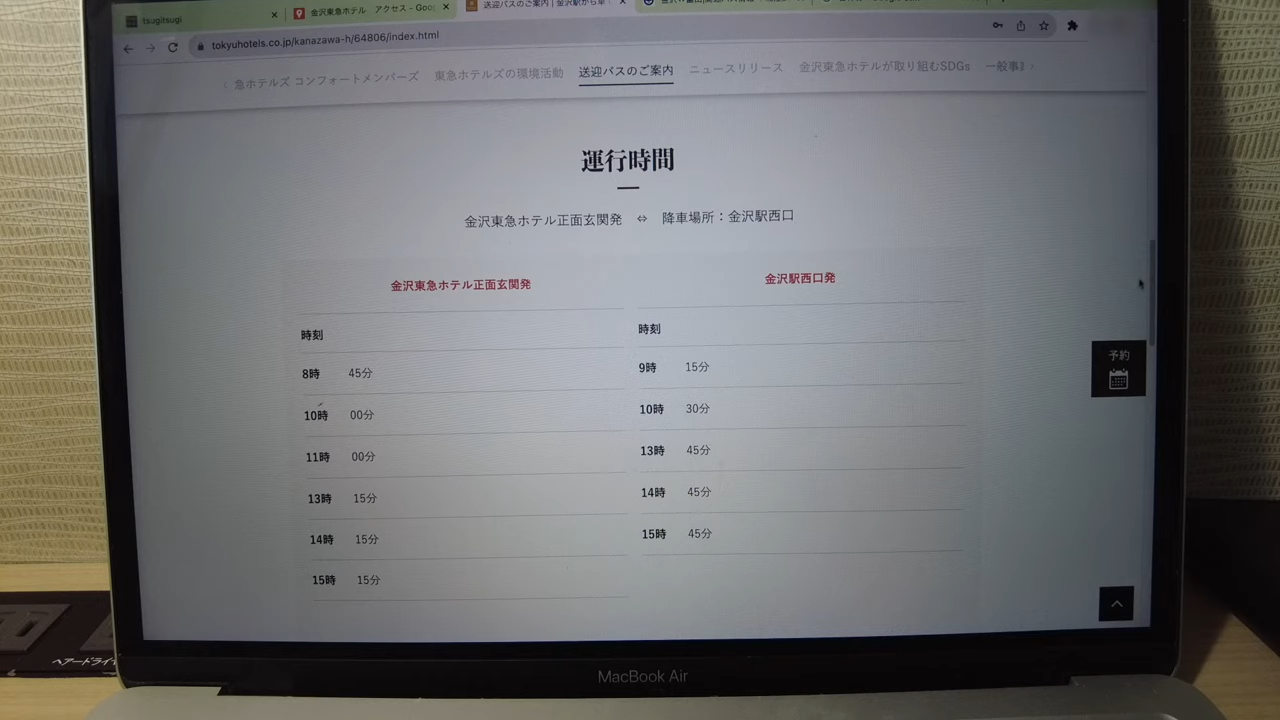 tsugitsugi
金沢東急ホテル アクセス - Goo
送迎バスのご案内 | 金沢駅から車
tokyuhotels.co.jp/kanazawa-h/64806/index.html
急ホテルズ コンフォートメンバーズ 東急ホテルズの環境活動 送迎バスのご案内 ニュースリリース 金沢東急ホテルが取り組むSDGs 一般事
運行時間
金沢東急ホテル正面玄関発 ⇔ 降車場所：金沢駅西口
金沢東急ホテル正面玄関発 金沢駅西口発
時刻 時刻
8時 45分 9時 15分
10時 00分 10時 30分
11時 00分 13時 45分
13時 15分 14時 45分
14時 15分 15時 45分
15時 15分
予約
MacBook Air
ヘアードライ